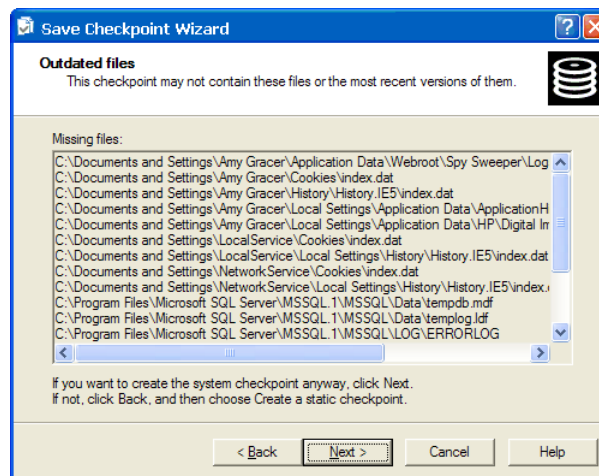 Save Checkpoint Wizard
Outdated files
This checkpoint may not contain these files or the most recent versions of them.
Missing files:
C:\Documents and Settings\Amy Gracer\Application Data\Webroot\Spy Sweeper\Log
C:\Documents and Settings\Amy Gracer\Cookies\index.dat
C:\Documents and Settings\Amy Gracer\History\History.IE5\index.dat
C:\Documents and Settings\Amy Gracer\Local Settings\Application Data\ApplicationH
C:\Documents and Settings\Amy Gracer\Local Settings\Application Data\HP\Digital Im
C:\Documents and Settings\LocalService\Cookies\index.dat
C:\Documents and Settings\LocalService\Local Settings\History\History.IE5\index.dat
C:\Documents and Settings\NetworkService\Cookies\index.dat
C:\Documents and Settings\NetworkService\Local Settings\History\History.IE5\index.
C:\Program Files\Microsoft SQL Server\MSSQL.1\MSSQL\Data\tempdb.mdf
C:\Program Files\Microsoft SQL Server\MSSQL.1\MSSQL\Data\templog.ldf
C:\Program Files\Microsoft SQL Server\MSSQL.1\MSSQL\LOG\ERRORLOG
If you want to create the system checkpoint anyway, click Next.
If not, click Back, and then choose Create a static checkpoint.
< Back Next > Cancel Help